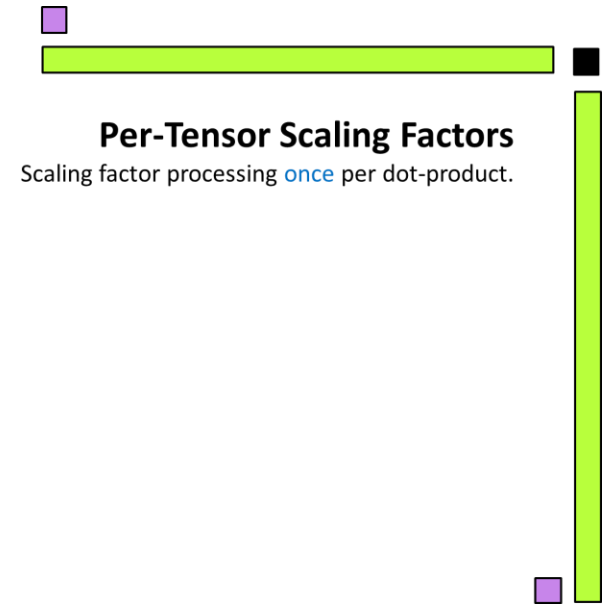 Per-Tensor Scaling Factors
Scaling factor processing once per dot-product.